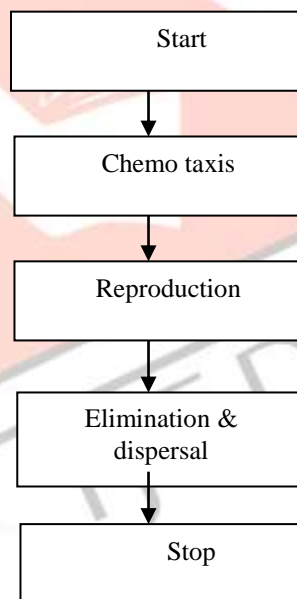 Start
Chemo taxis
Reproduction
Elimination &
dispersal
Stop